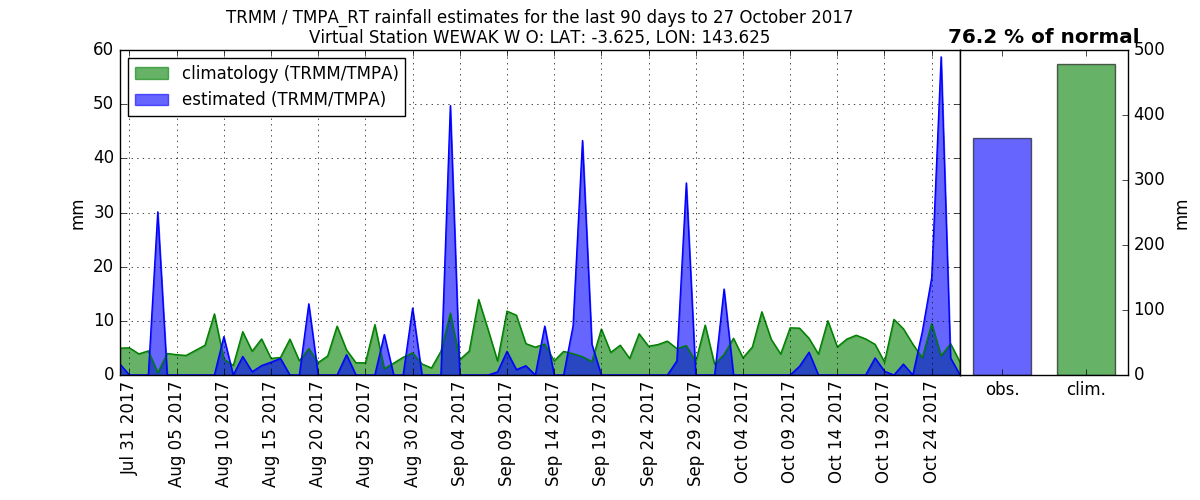 TRMM / TMPA_RT rainfall estimates for the last 90 days to 27 October 2017
Virtual Station WEWAK W O: LAT: -3.625, LON: 143.625
76.2 % of normal
climatology (TRMM/TMPA)
estimated (TRMM/TMPA)
60
50
40
30
20
10
0
mm
500
400
300
200
100
0
mm
Jul 31 2017
Aug 05 2017
Aug 10 2017
Aug 15 2017
Aug 20 2017
Aug 25 2017
Aug 30 2017
Sep 04 2017
Sep 09 2017
Sep 14 2017
Sep 19 2017
Sep 24 2017
Sep 29 2017
Oct 04 2017
Oct 09 2017
Oct 14 2017
Oct 19 2017
Oct 24 2017
obs.
clim.